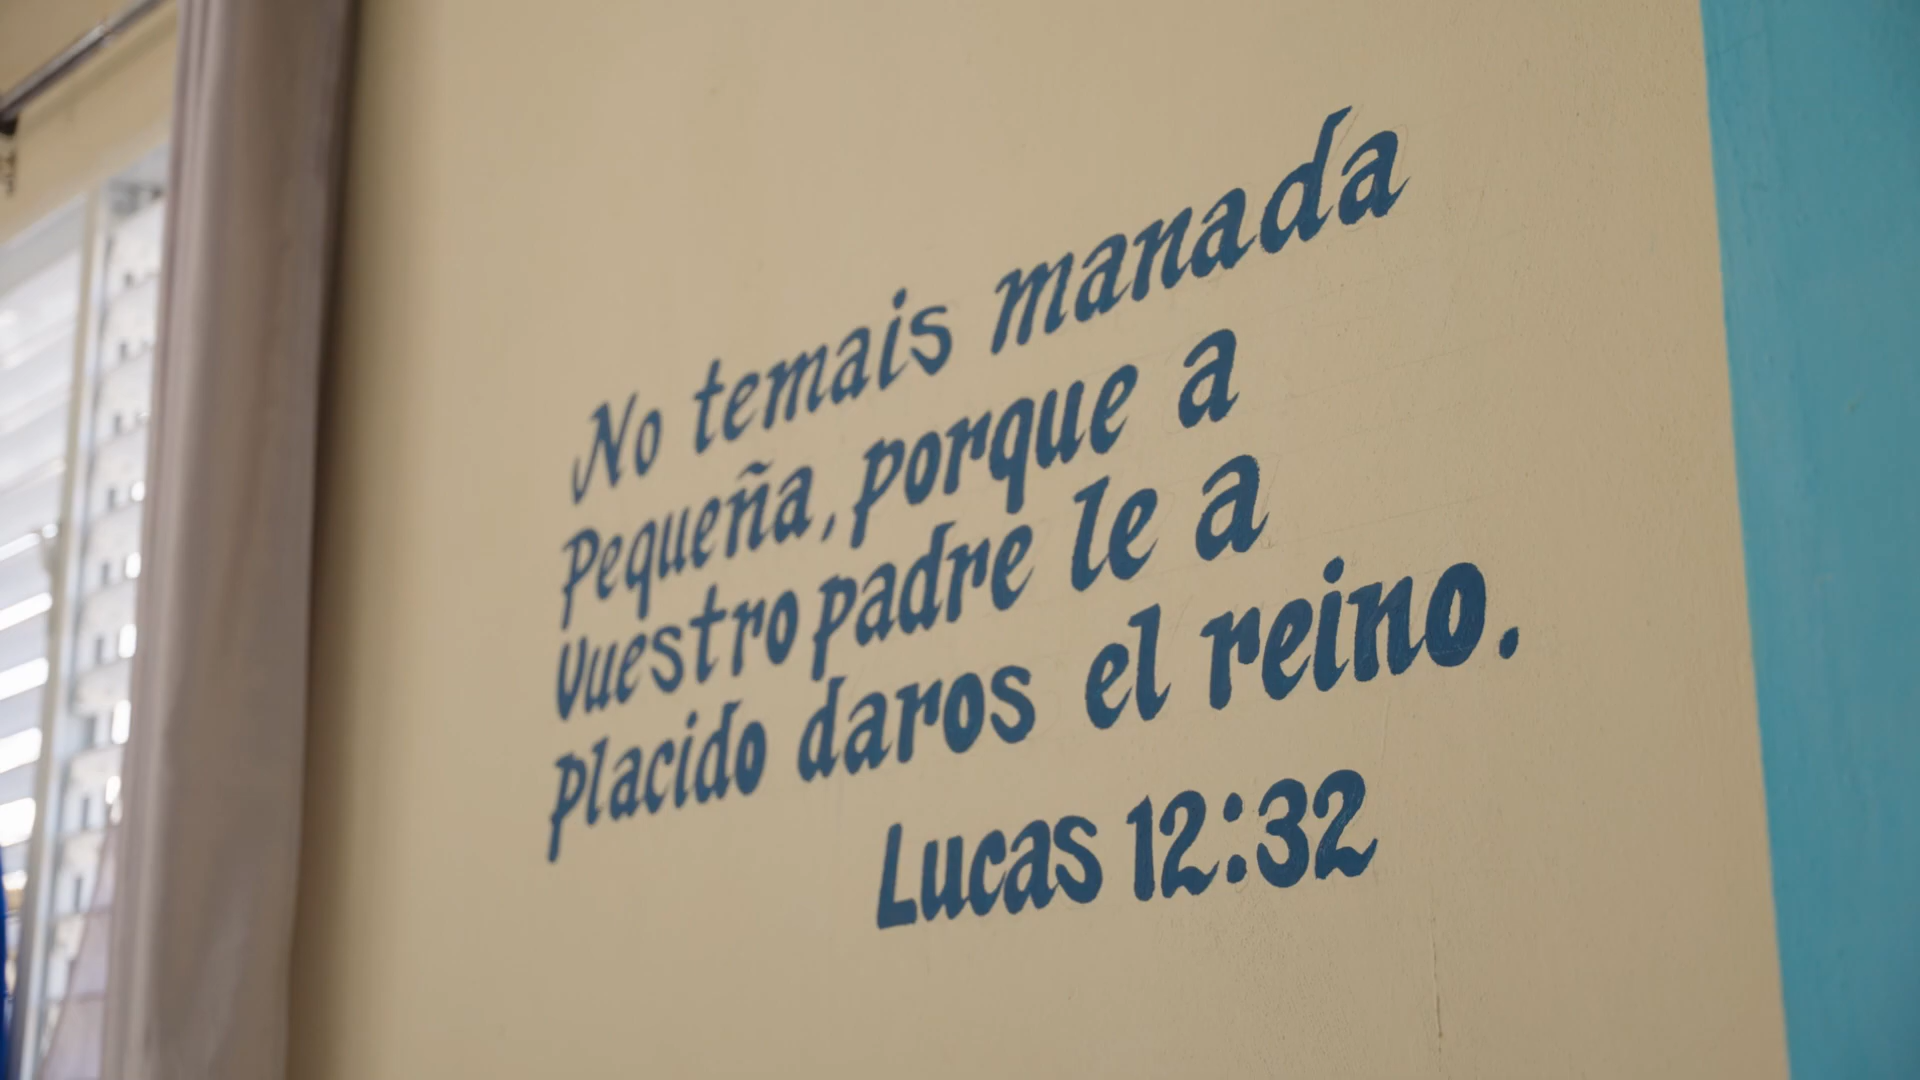 No temais manada
Pequeña, porque a
vuestro padre le a
placido daros el reino.
Lucas 12:32